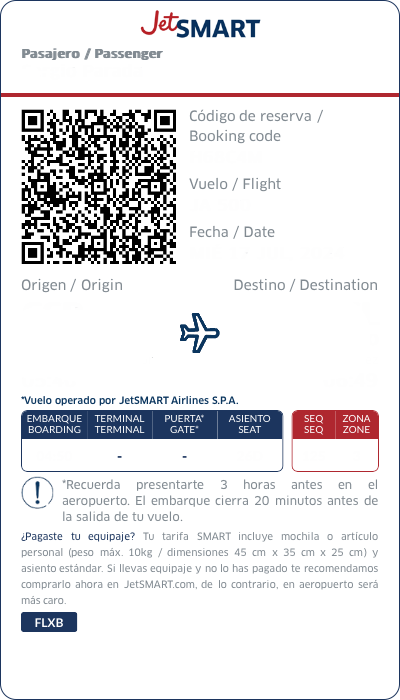 JetSMART
Pasajero / Passenger
Código de reserva /
Booking code
Vuelo / Flight
Fecha / Date
Origen / Origin
Destino / Destination
*Vuelo operado por JetSMART Airlines S.P.A.
EMBARQUE TERMINAL PUERTA* ASIENTO SEQ ZONA
BOARDING TERMINAL GATE* SEAT SEQ ZONE
- -
*Recuerda presentarte 3 horas antes en el
aeropuerto. El embarque cierra 20 minutos antes de
la salida de tu vuelo.
¿Pagaste tu equipaje? Tu tarifa SMART incluye mochila o artículo
personal (peso máx. 10kg / dimensiones 45 cm x 35 cm x 25 cm) y
asiento estándar. Si llevas equipaje y no lo has pagado te recomendamos
comprarlo ahora en JetSMART.com, de lo contrario, en aeropuerto será
más caro.
FLXB